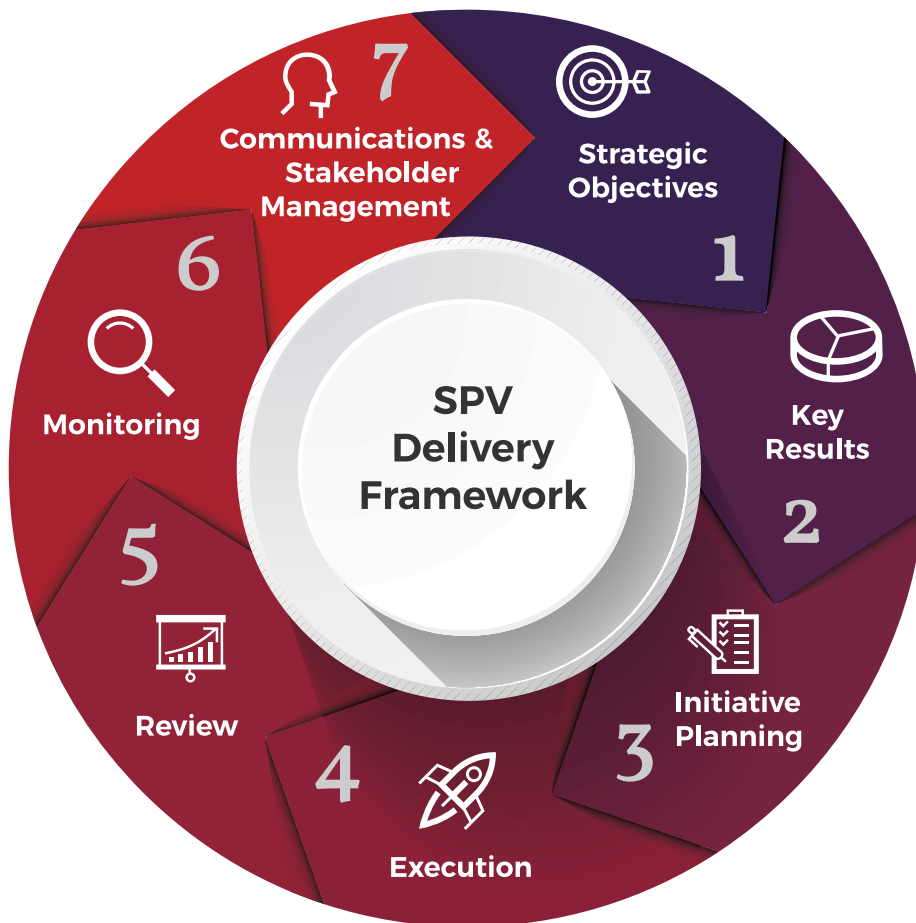 SPV
Delivery
Framework
Strategic
Objectives
1
Key
Results
2
Initiative
Planning
3
4
Execution
5
Review
6
Monitoring
7
Communications &
Stakeholder
Management